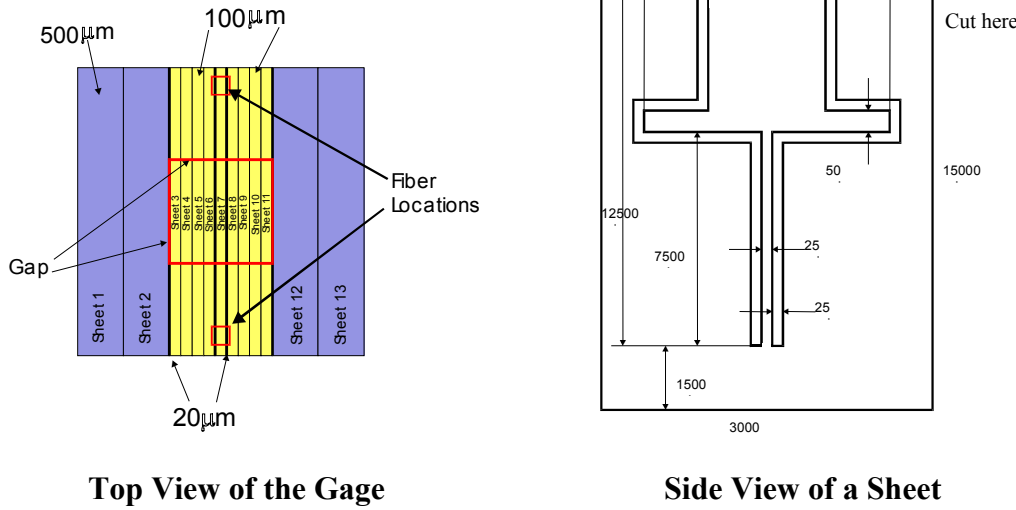 500μm
100μm
Sheet 1
Sheet 2
Sheet 3
Sheet 4
Sheet 5
Sheet 6
Sheet 7
Sheet 8
Sheet 9
Sheet 10
Sheet 11
Sheet 12
Sheet 13
Fiber
Locations
Gap
20μm
Top View of the Gage
Cut here
50
15000
12500
7500
25
25
1500
3000
Side View of a Sheet